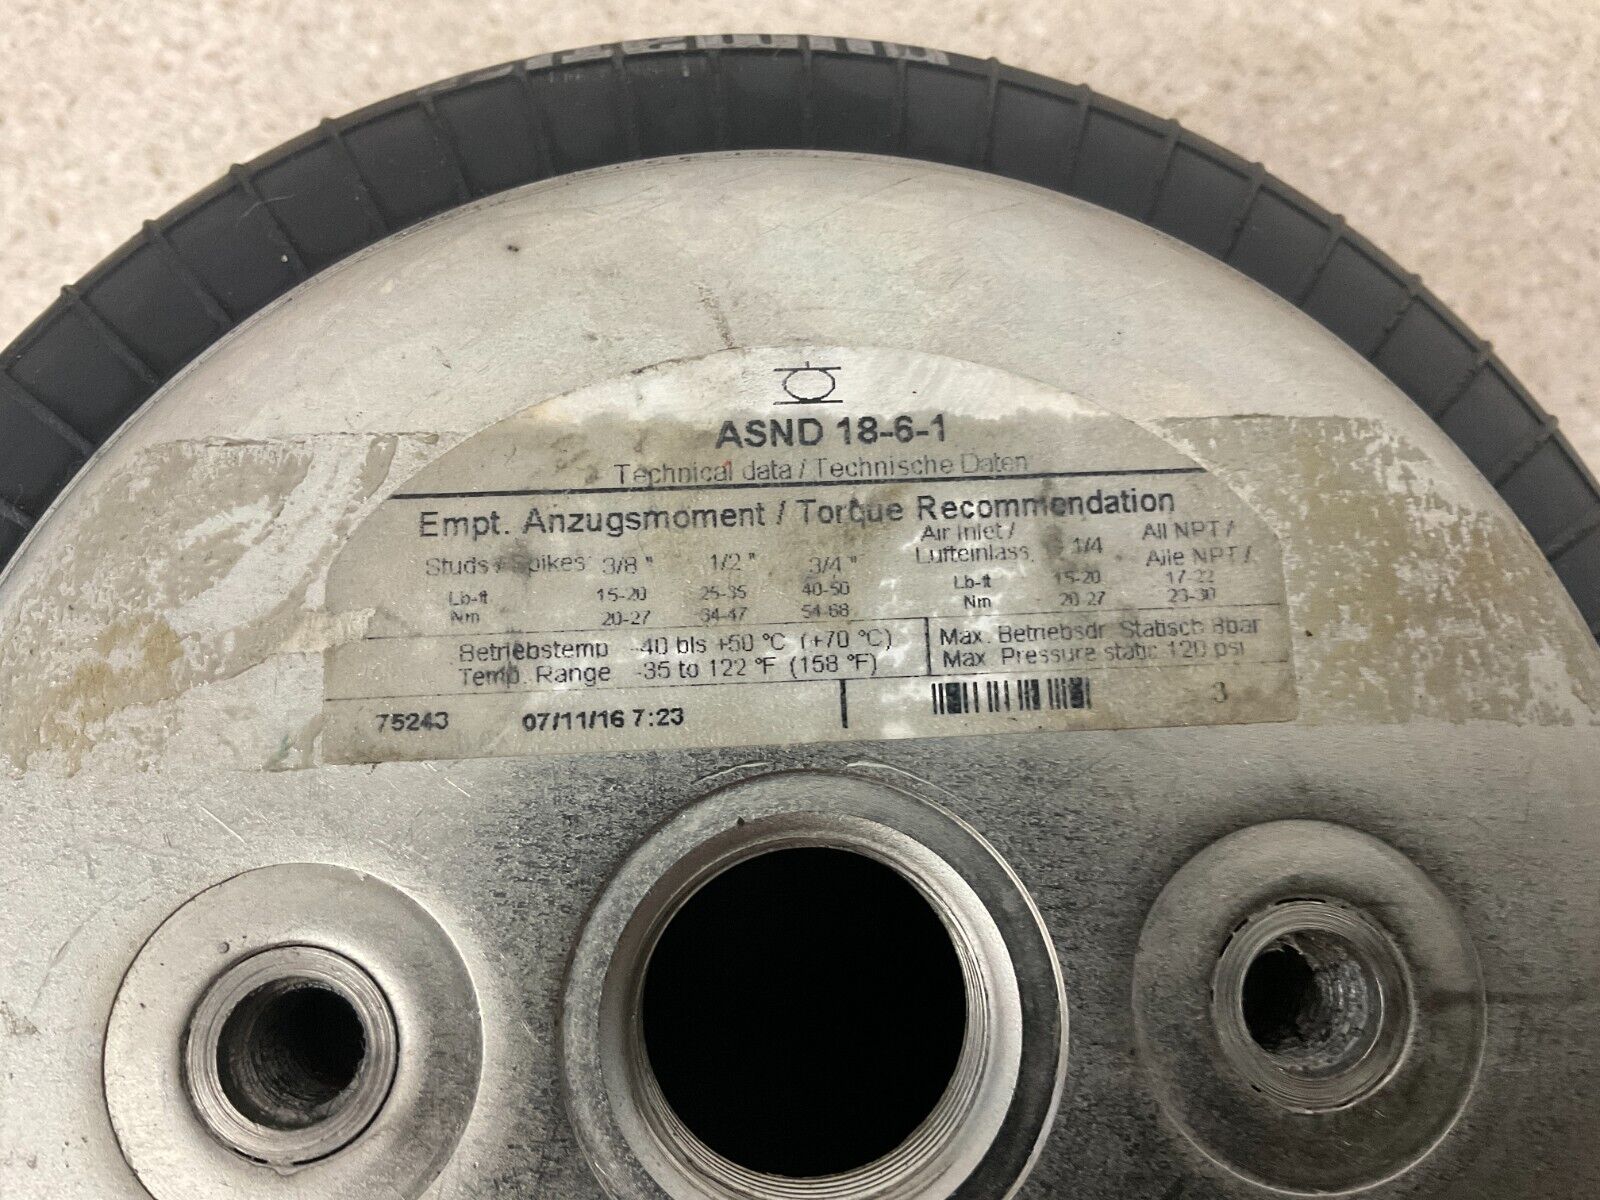 ASND 18-6-1
Technical data / Technische Daten
Empt. Anzugsmoment / Torque Recommendation
Studs / Spikes 3/8 " 1/2 " 3/4 " Air Inlet / Lufteinlass 1/4 All NPT / Alle NPT /
Lb-ft 15-20 25-35 40-50 Lb-ft 15-20 17-22
Nm 20-27 34-47 54-68 Nm 20-27 23-30
Betriebstemp -40 bis +50 °C (+70 °C) Max. Betriebsdr. Statisch 8bar
Temp. Range -35 to 122 °F (158 °F) Max. Pressure static 120 psi
75243 07/11/16 7:23 3